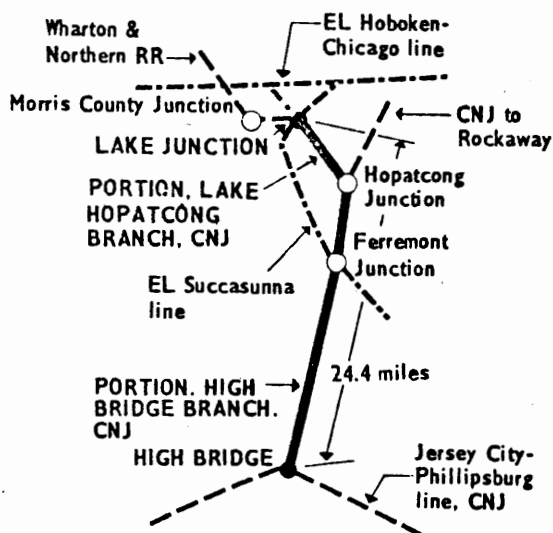 Wharton &
Northern RR
EL Hoboken-
Chicago line
Morris County Junction
LAKE JUNCTION
CNJ to
Rockaway
PORTION, LAKE
HOPATCONG
BRANCH, CNJ
Hopatcong
Junction
Ferremont
Junction
EL Succasunna
line
24.4 miles
PORTION. HIGH
BRIDGE BRANCH.
CNJ
HIGH BRIDGE
Jersey City-
Phillipsburg
line, CNJ